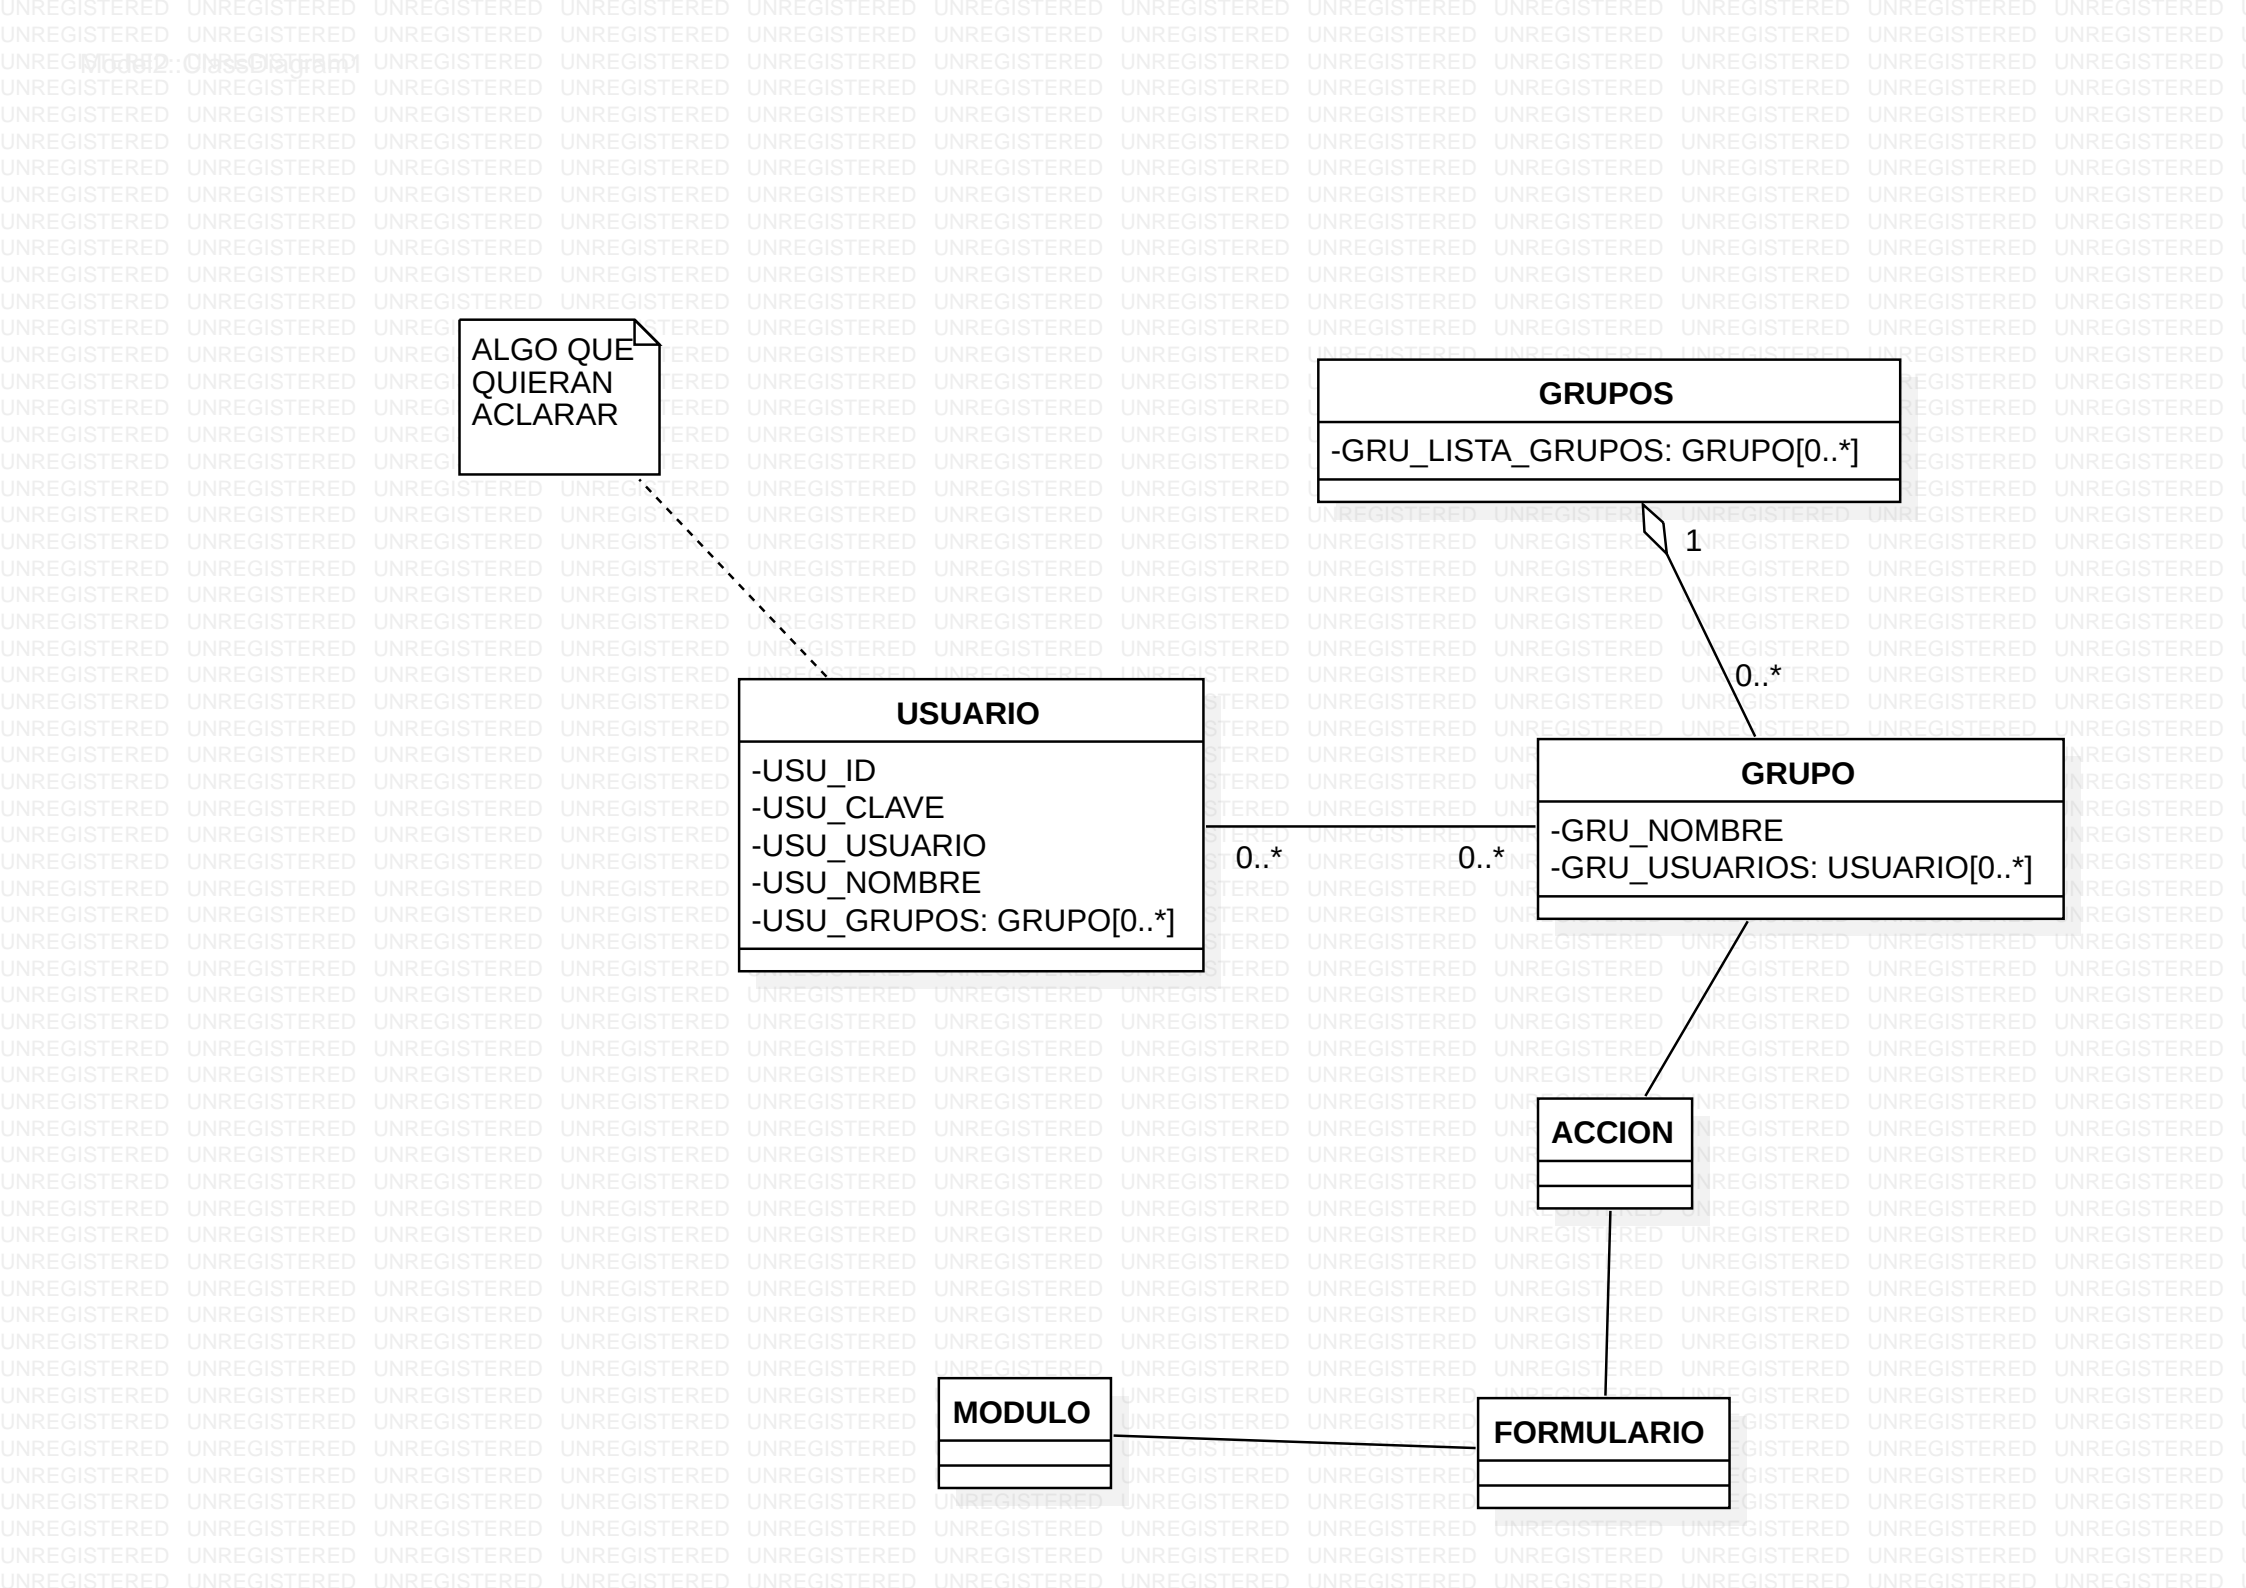 Model2::ClassDiagram1
ALGO QUE
QUIERAN
ACLARAR
GRUPOS
-GRU_LISTA_GRUPOS: GRUPO[0..*]
1
0..*
USUARIO
-USU_ID
-USU_CLAVE
-USU_USUARIO
-USU_NOMBRE
-USU_GRUPOS: GRUPO[0..*]
0..*
0..*
GRUPO
-GRU_NOMBRE
-GRU_USUARIOS: USUARIO[0..*]
ACCION
MODULO
FORMULARIO
UNREGISTERED